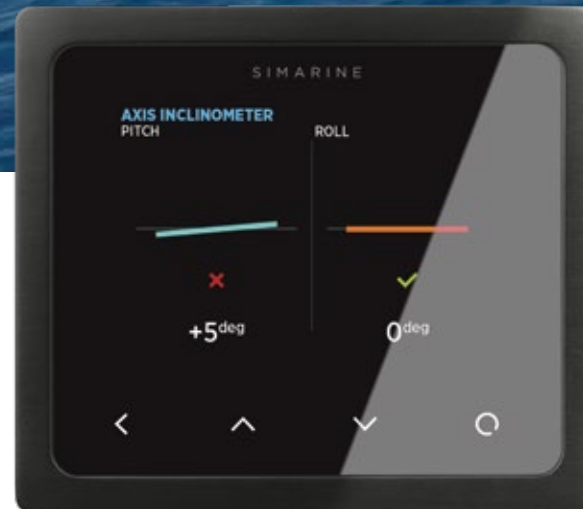 SIMARINE
AXIS INCLINOMETER
PITCH
ROLL
+5deg
0deg